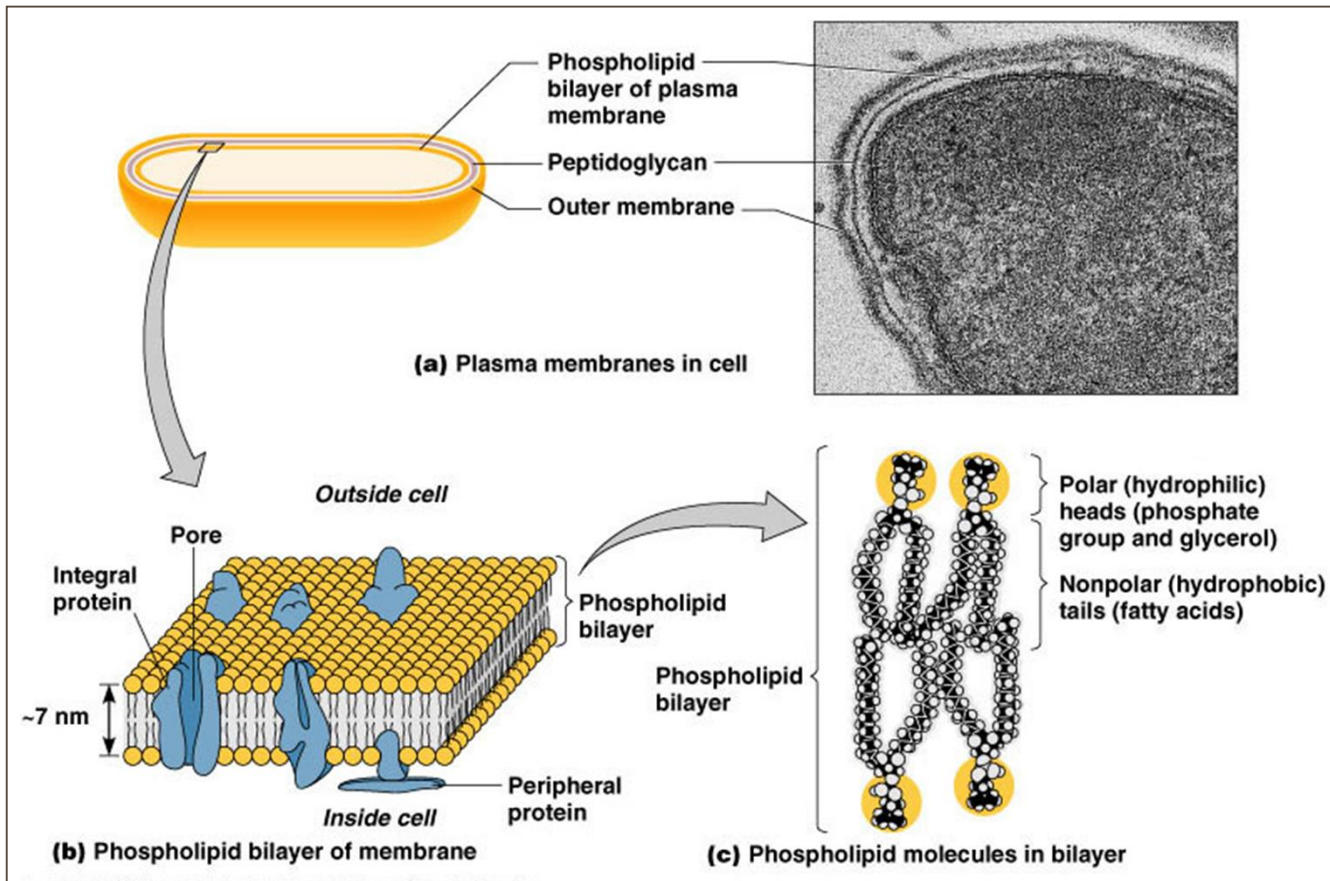 Phospholipid
bilayer of plasma
membrane
Peptidoglycan
Outer membrane
(a) Plasma membranes in cell
Outside cell
Pore
Integral
protein
Phospholipid
bilayer
~7 nm
Peripheral
protein
Inside cell
(b) Phospholipid bilayer of membrane
Polar (hydrophilic)
heads (phosphate
group and glycerol)
Nonpolar (hydrophobic)
tails (fatty acids)
Phospholipid
bilayer
(c) Phospholipid molecules in bilayer